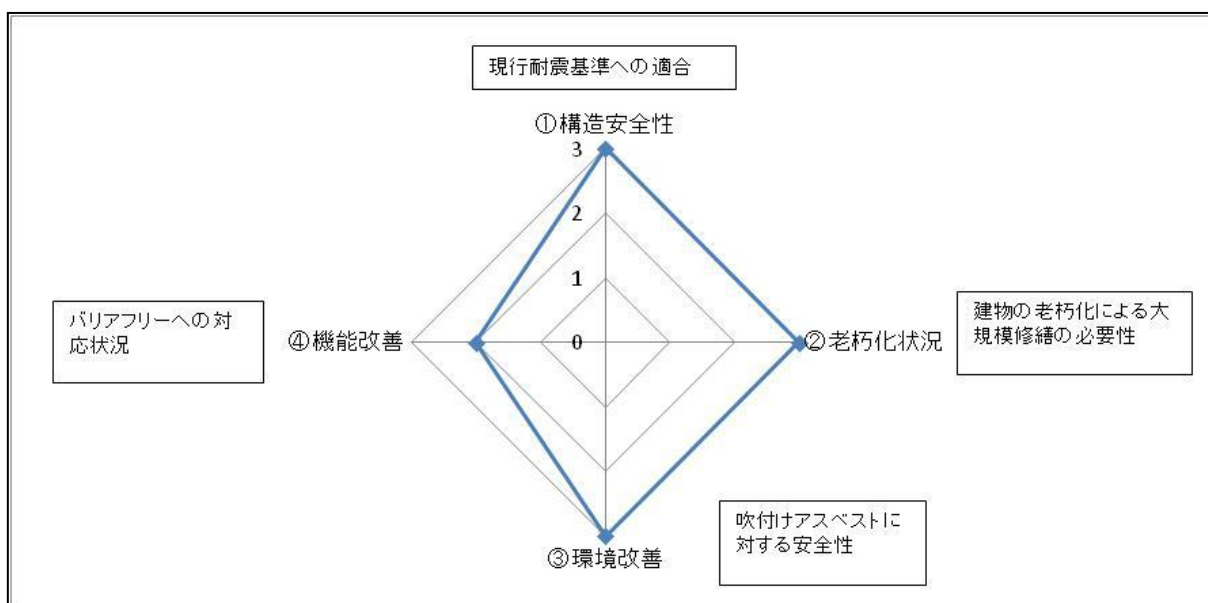 現行耐震基準への適合
①構造安全性
3
2
1
0
バリアフリーへの対
応状況
④機能改善
②老朽化状況
建物の老朽化による大
規模修繕の必要性
吹付けアスベストに
対する安全性
③環境改善